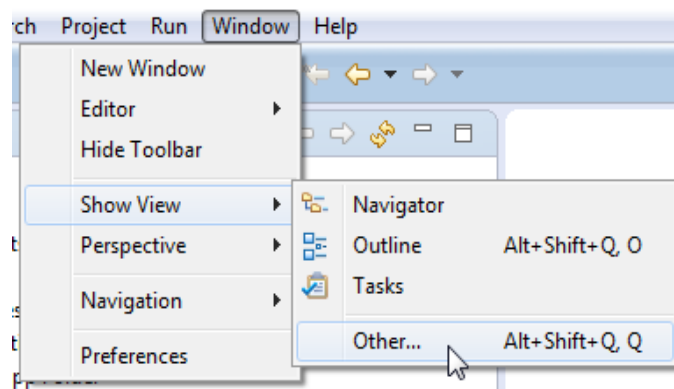 rch Project Run Window Help
New Window
Editor
Hide Toolbar
Show View
Navigator
Perspective
Outline Alt+Shift+Q, O
Tasks
Navigation
Other... Alt+Shift+Q, Q
Preferences